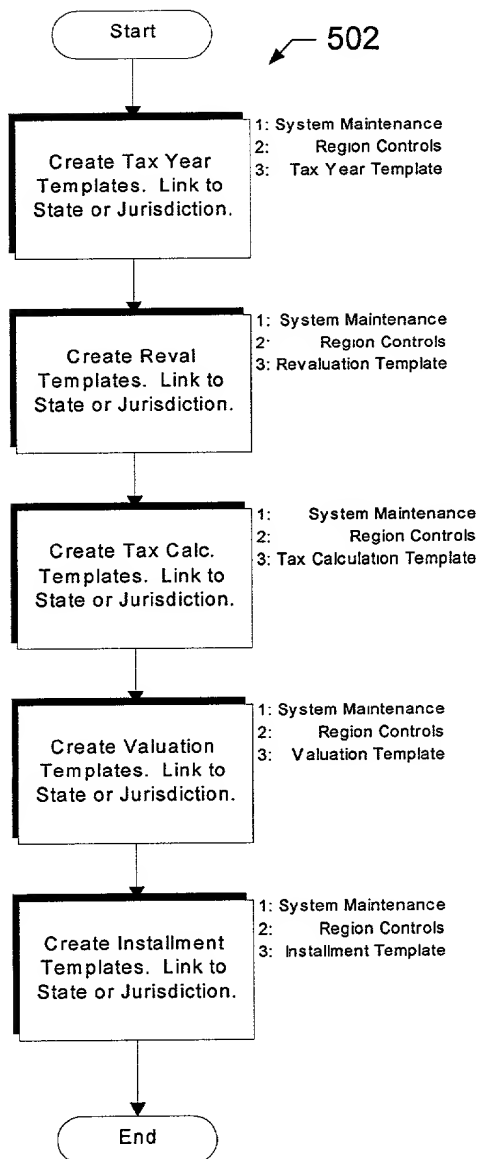 Start
502
Create Tax Year
Templates. Link to
State or Jurisdiction.
1: System Maintenance
2: Region Controls
3: Tax Year Template
Create Reval
Templates. Link to
State or Jurisdiction.
1: System Maintenance
2: Region Controls
3: Revaluation Template
Create Tax Calc.
Templates. Link to
State or Jurisdiction.
1: System Maintenance
2: Region Controls
3: Tax Calculation Template
Create Valuation
Templates. Link to
State or Jurisdiction.
1: System Maintenance
2: Region Controls
3: Valuation Template
Create Installment
Templates. Link to
State or Jurisdiction.
1: System Maintenance
2: Region Controls
3: Installment Template
End